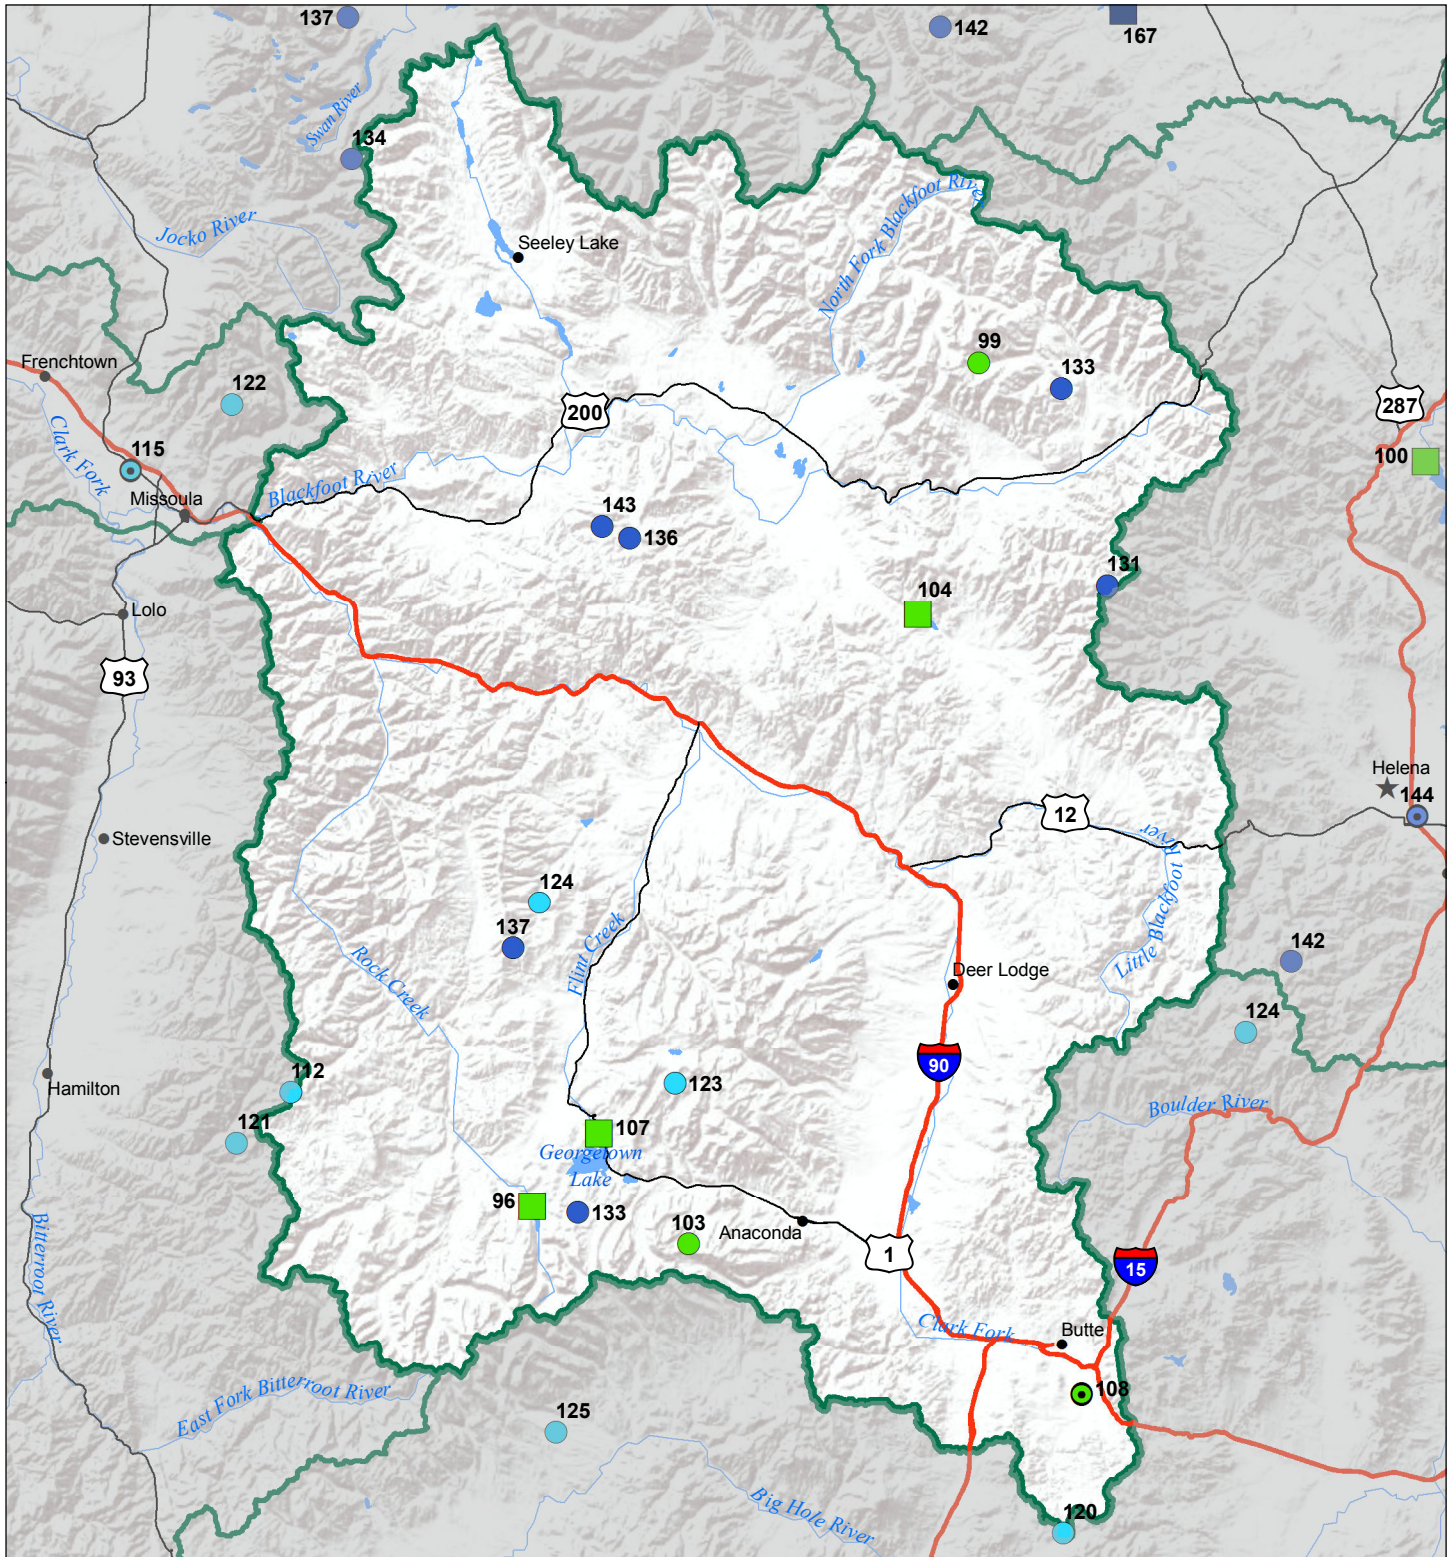 137
142
167
Swan River
134
North Fork Blackfoot River
Jocko River
Seeley Lake
99
Frenchtown
133
122
200
287
Clark Fork
115
100
Blackfoot River
Missoula
143
136
131
104
Lolo
93
Helena
144
12
Stevensville
Little Blackfoot River
124
137
Flint Creek
142
Rock Creek
Deer Lodge
124
90
112
Hamilton
123
Boulder River
121
107
Georgetown
Lake
96
133
103
Anaconda
1
15
Bitterroot River
Clark Fork
Butte
East Fork Bitterroot River
108
125
Big Hole River
120